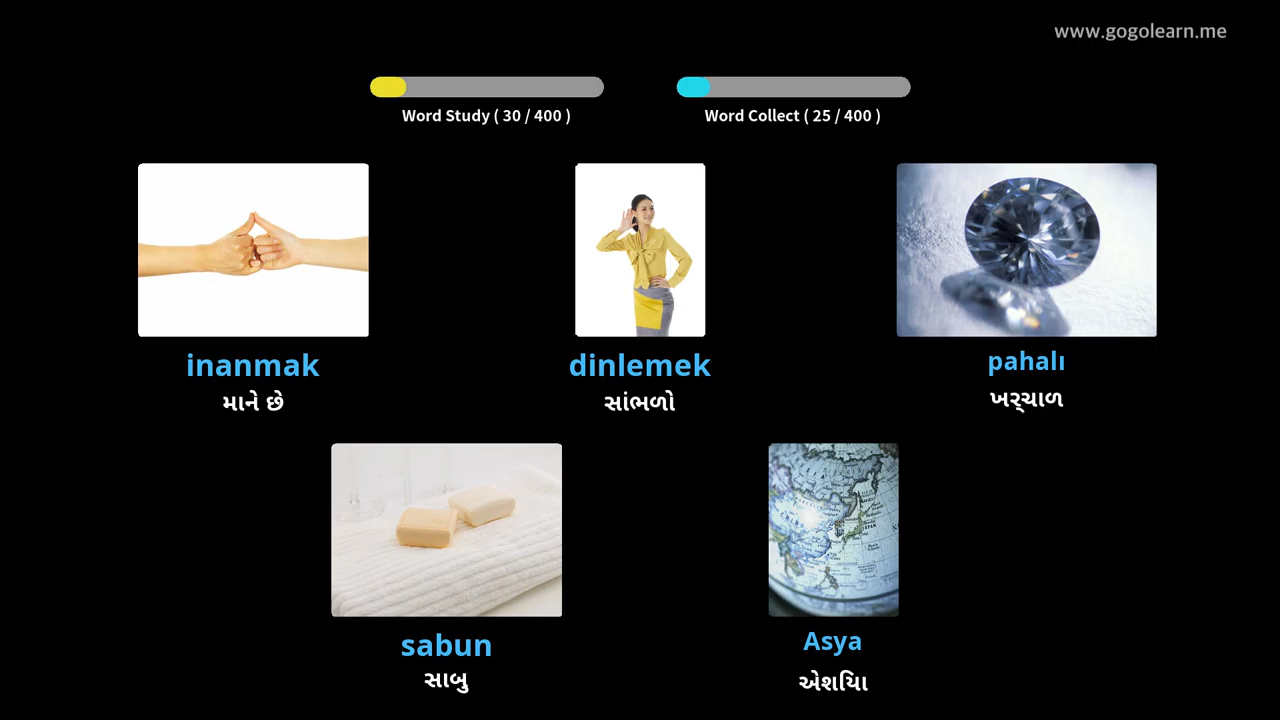 www.gogolearn.me
Word Study ( 30 / 400 )
Word Collect ( 25 / 400 )
inanmak
માને છે
dinlemek
સાંભળો
pahalı
ખર્ચાળ
sabun
સાબુ
Asya
એશિયા